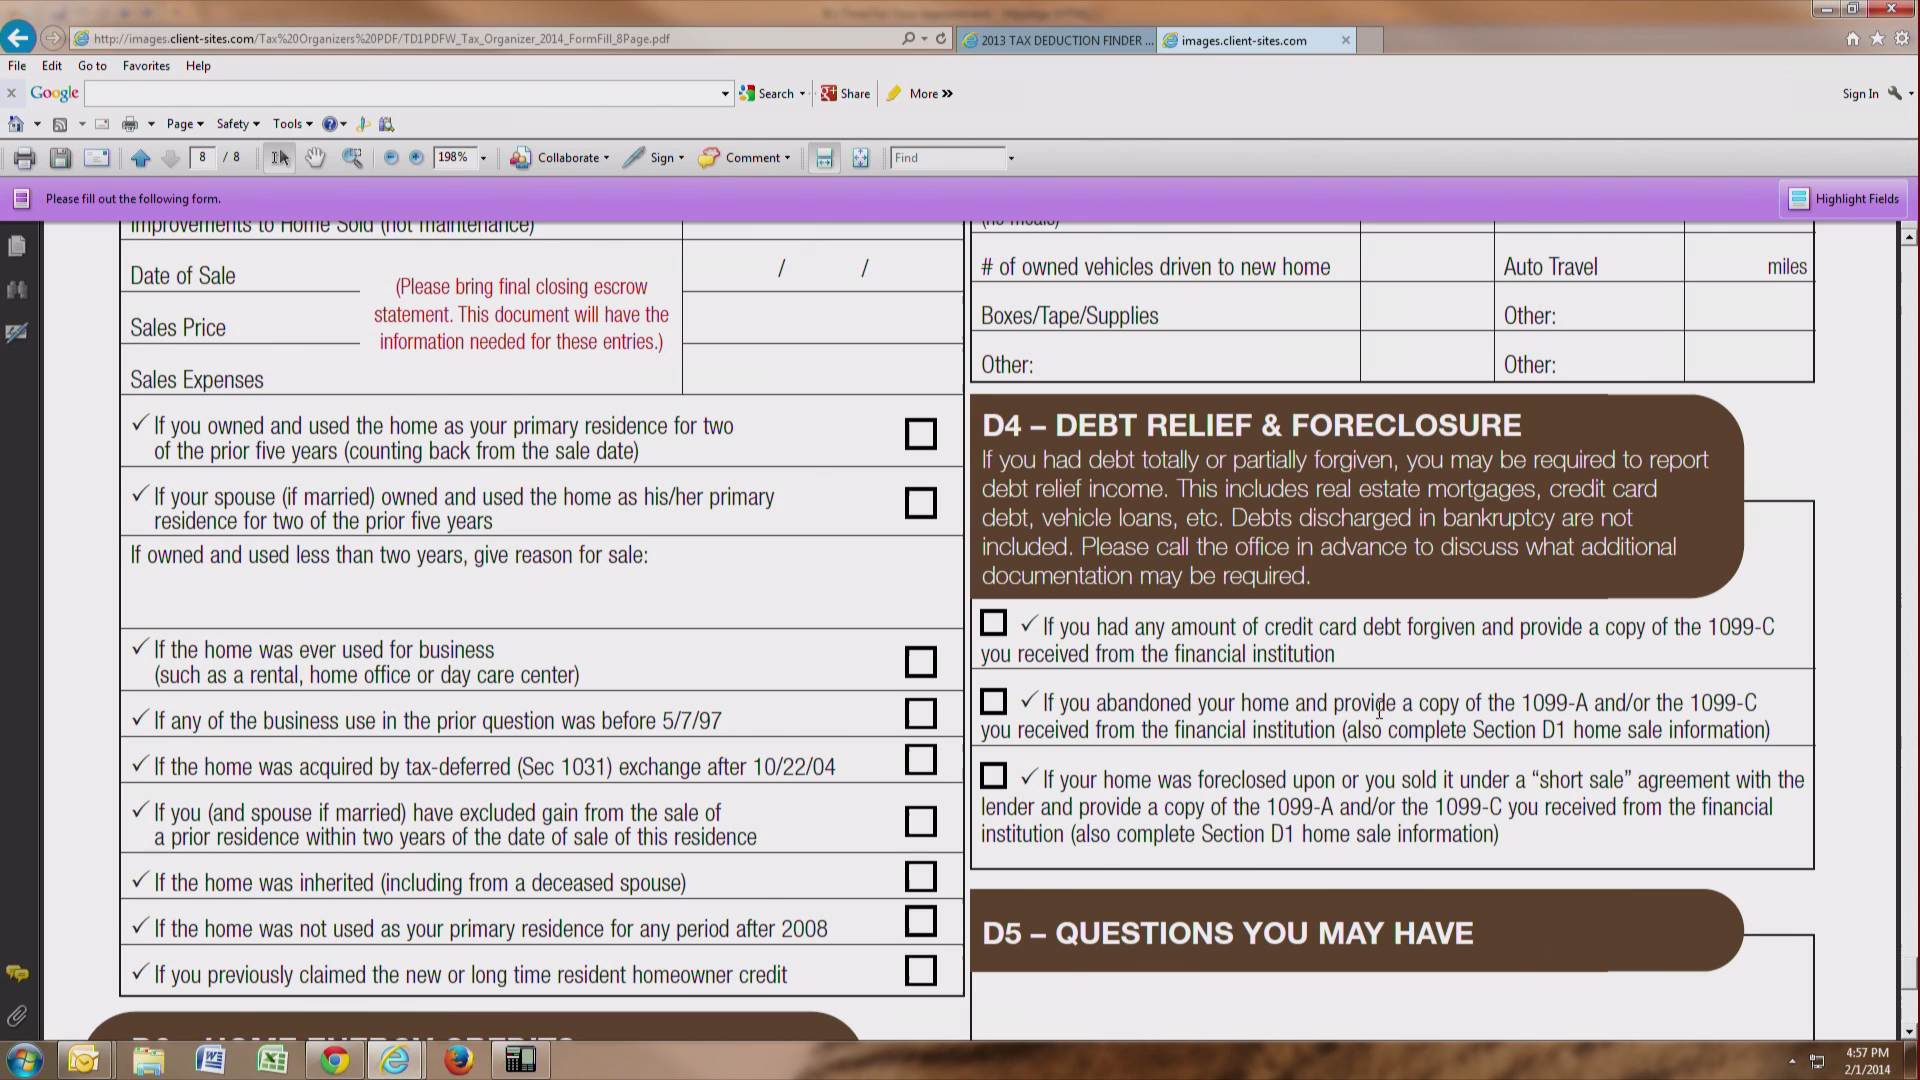 http://images.client-sites.com/Tax%20Organizers%20PDF/TD1PDFW_Tax_Organizer_2014_FormFill_8Page.pdf
2013 TAX DEDUCTION FINDER ...
images.client-sites.com
File Edit Go to Favorites Help
Google
Search
Share
More »
Sign In
Page Safety Tools
8 / 8
198%
Collaborate
Sign
Comment
Find
Please fill out the following form.
Highlight Fields
Improvements to Home Sold (not maintenance)
Date of Sale
/ /
Sales Price
(Please bring final closing escrow
statement. This document will have the
information needed for these entries.)
Sales Expenses
✓ If you owned and used the home as your primary residence for two
of the prior five years (counting back from the sale date)
✓ If your spouse (if married) owned and used the home as his/her primary
residence for two of the prior five years
If owned and used less than two years, give reason for sale:
✓ If the home was ever used for business
(such as a rental, home office or day care center)
✓ If any of the business use in the prior question was before 5/7/97
✓ If the home was acquired by tax-deferred (Sec 1031) exchange after 10/22/04
✓ If you (and spouse if married) have excluded gain from the sale of
a prior residence within two years of the date of sale of this residence
✓ If the home was inherited (including from a deceased spouse)
✓ If the home was not used as your primary residence for any period after 2008
✓ If you previously claimed the new or long time resident homeowner credit
(no meals)
# of owned vehicles driven to new home
Auto Travel
miles
Boxes/Tape/Supplies
Other:
Other:
Other:
D4 – DEBT RELIEF & FORECLOSURE
If you had debt totally or partially forgiven, you may be required to report
debt relief income. This includes real estate mortgages, credit card
debt, vehicle loans, etc. Debts discharged in bankruptcy are not
included. Please call the office in advance to discuss what additional
documentation may be required.
✓ If you had any amount of credit card debt forgiven and provide a copy of the 1099-C
you received from the financial institution
✓ If you abandoned your home and provide a copy of the 1099-A and/or the 1099-C
you received from the financial institution (also complete Section D1 home sale information)
✓ If your home was foreclosed upon or you sold it under a “short sale” agreement with the
lender and provide a copy of the 1099-A and/or the 1099-C you received from the financial
institution (also complete Section D1 home sale information)
D5 – QUESTIONS YOU MAY HAVE
4:57 PM
2/1/2014